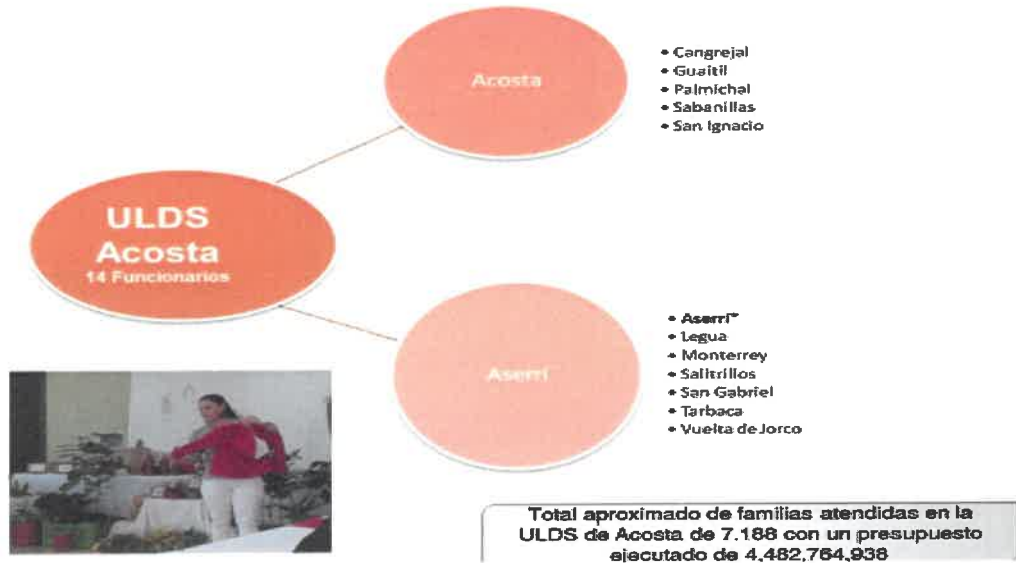 Acosta
• Cangrejal
• Guaitil
• Palmichal
• Sabanillas
• San Ignacio
ULDS
Acosta
14 Funcionarios
Aserrí
• Aserrí*
• Legua
• Monterrey
• Salitrillos
• San Gabriel
• Tarbaca
• Vuelta de Jorco
Total aproximado de familias atendidas en la
ULDS de Acosta de 7.188 con un presupuesto
ejecutado de 4,482,764,938